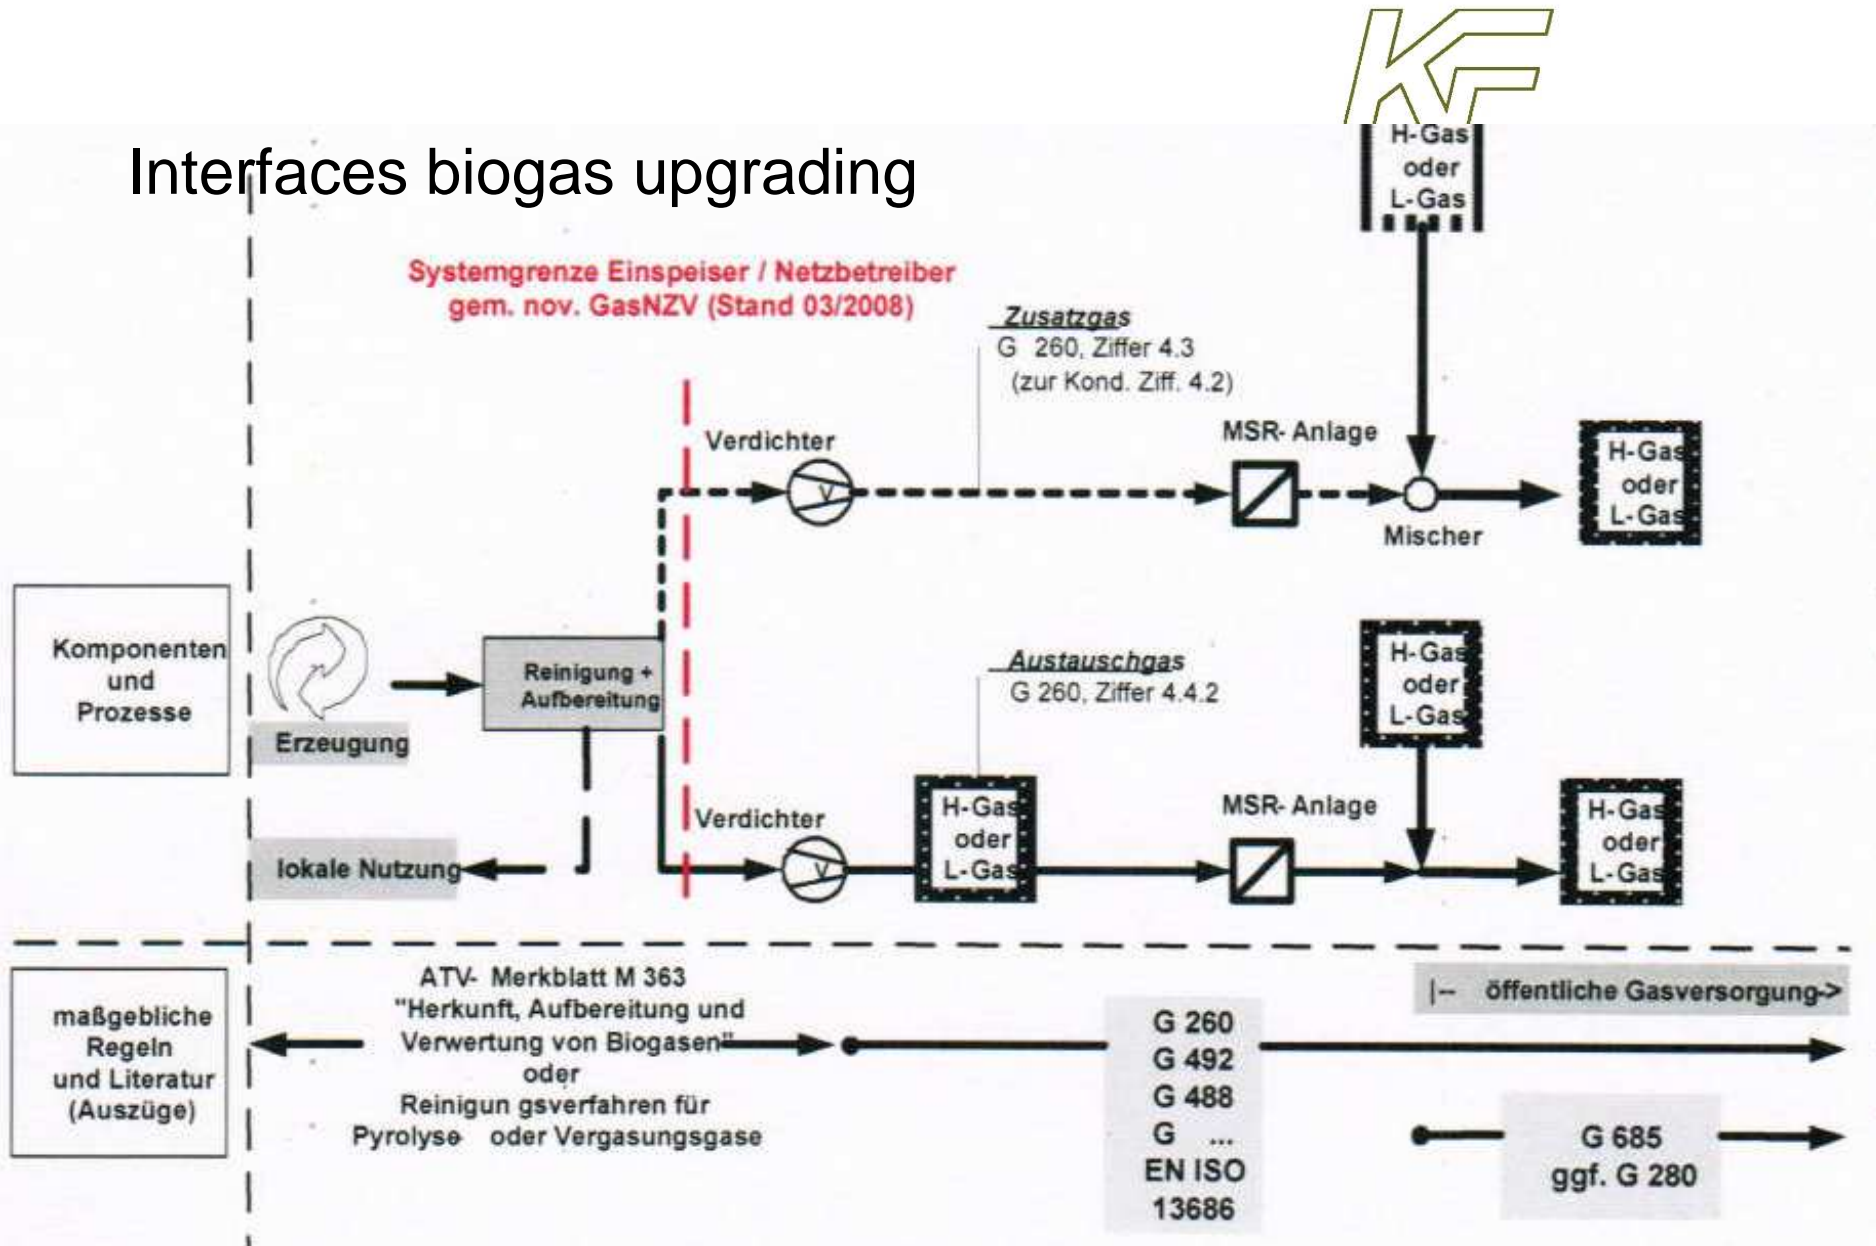 KF
Interfaces biogas upgrading
H-Gas
oder
L-Gas
Systemgrenze Einspeiser / Netzbetreiber
gem. nov. GasNZV (Stand 03/2008)
Zusatzgas
G 260, Ziffer 4.3
(zur Kond. Ziff. 4.2)
Verdichter
V
MSR- Anlage
Mischer
H-Gas
oder
L-Gas
Komponenten
und
Prozesse
Erzeugung
Reinigung +
Aufbereitung
lokale Nutzung
Austauschgas
G 260, Ziffer 4.4.2
Verdichter
V
H-Gas
oder
L-Gas
MSR- Anlage
H-Gas
oder
L-Gas
H-Gas
oder
L-Gas
maßgebliche
Regeln
und Literatur
(Auszüge)
ATV- Merkblatt M 363
"Herkunft, Aufbereitung und
Verwertung von Biogasen"
oder
Reinigun gsverfahren für
Pyrolyse oder Vergasungsgase
G 260
G 492
G 488
G ...
EN ISO
13686
|-- öffentliche Gasversorgung->
G 685
ggf. G 280